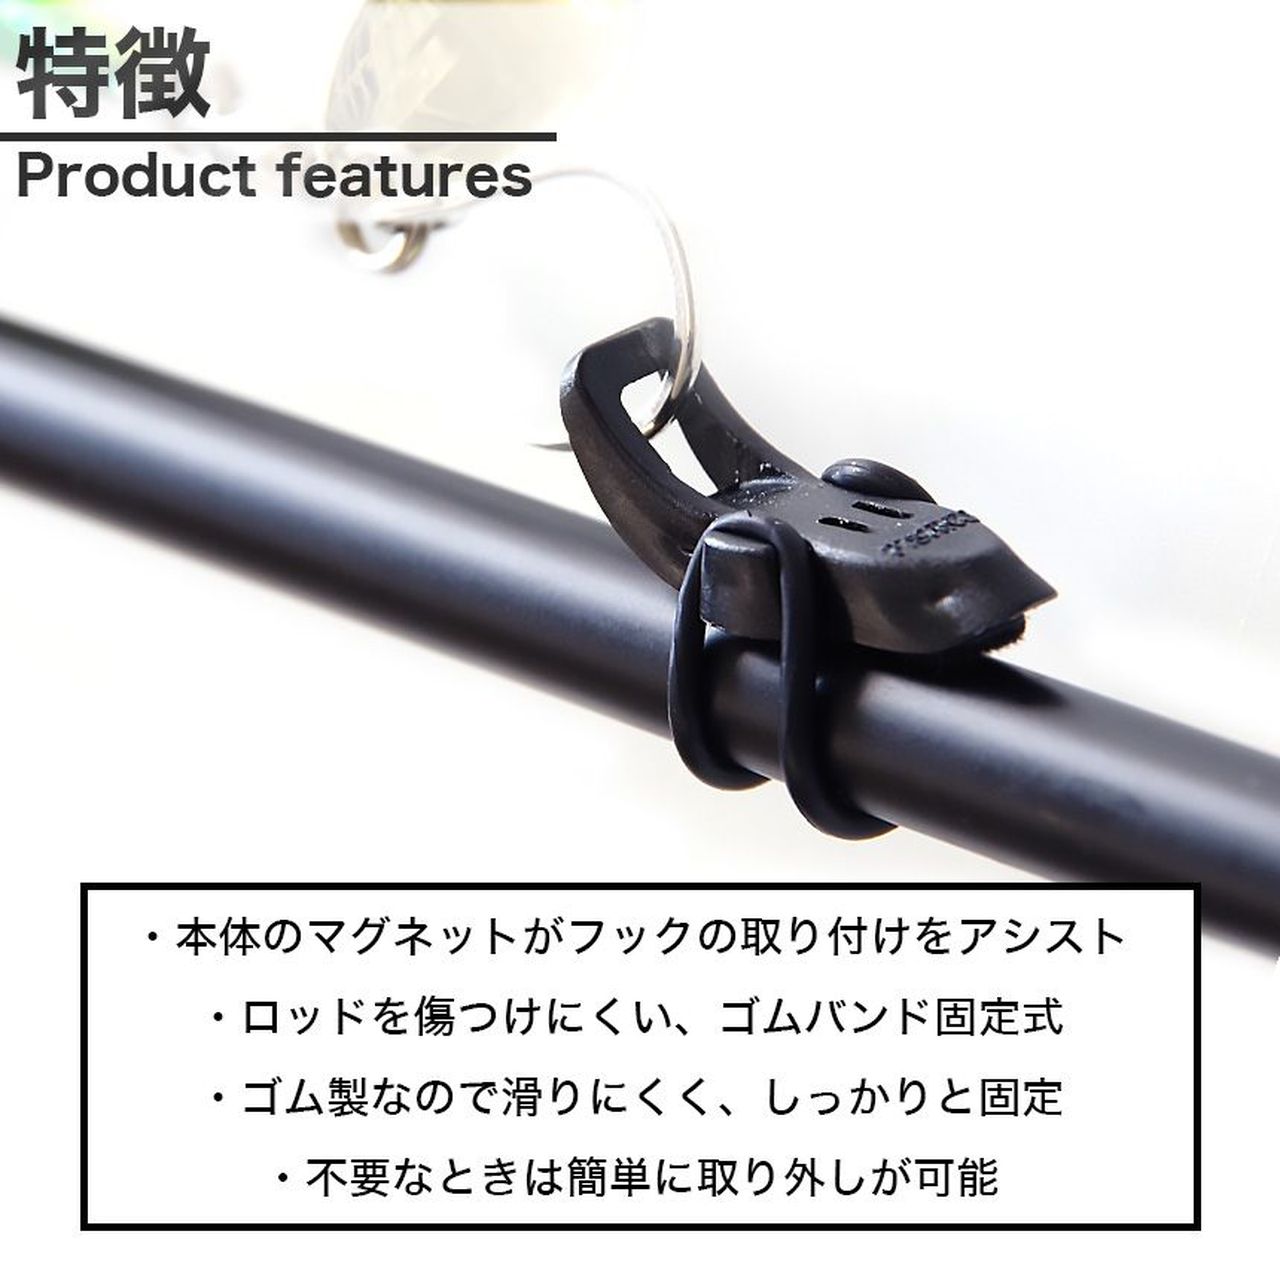 特徴
Product features
・本体のマグネットがフックの取り付けをアシスト
・ロッドを傷つけにくい、ゴムバンド固定式
・ゴム製なので滑りにくく、しっかりと固定
・不要なときは簡単に取り外しが可能